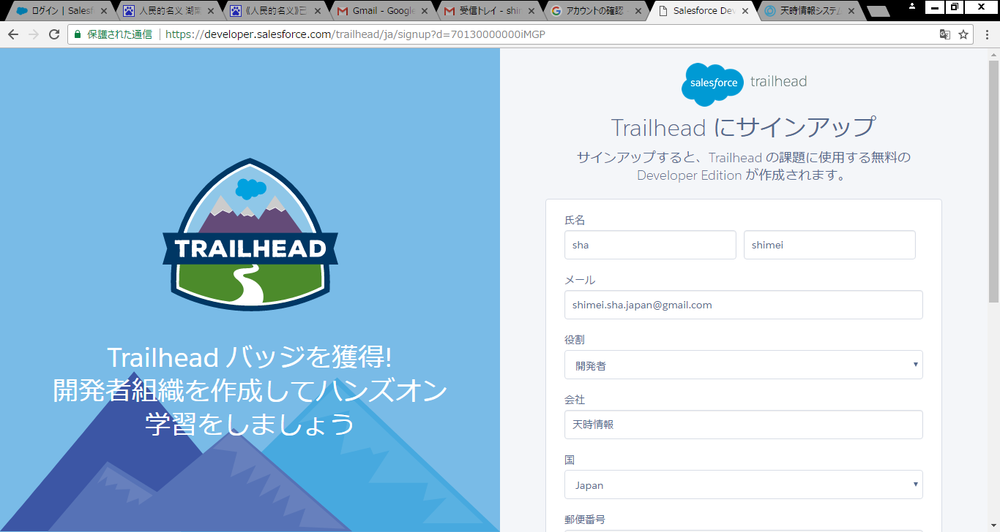 ログイン | Salesf
人民的名义 湖南
《人民的名义》已
Gmail - Google
受信トレイ - shin
アカウントの確認 -
Salesforce Dev
天時情報システム
保護された通信
https://developer.salesforce.com/trailhead/ja/signup?d=70130000000iMGP
TRAILHEAD
Trailhead バッジを獲得!
開発者組織を作成してハンズオン
学習をしましょう
salesforce trailhead
Trailhead にサインアップ
サインアップすると、Trailhead の課題に使用する無料の
Developer Edition が作成されます。
氏名
sha shimei
メール
shimei.sha.japan@gmail.com
役割
開発者
会社
天時情報
国
Japan
郵便番号